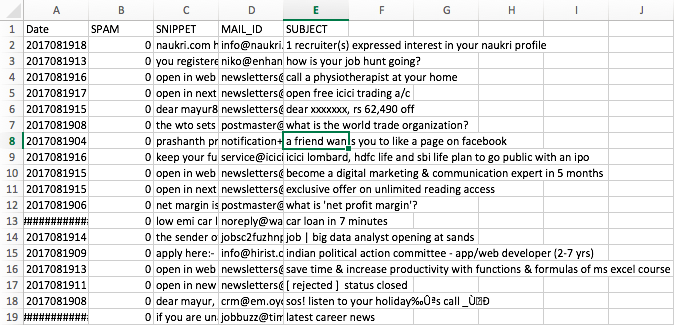 A B C D E F G H I J
1 Date SPAM SNIPPET MAIL_ID SUBJECT
2 2017081918 0 naukri.com h info@naukri. 1 recruiter(s) expressed interest in your naukri profile
3 2017081913 0 you registere niko@enhan how is your job hunt going?
4 2017081916 0 open in web newsletters@ call a physiotherapist at your home
5 2017081917 0 open in next newsletters@ open free icici trading a/c
6 2017081915 0 dear mayur8 newsletters@ dear xxxxxxx, rs 62,490 off
7 2017081908 0 the wto sets postmaster@ what is the world trade organization?
8 2017081904 0 prashanth pr notification+ a friend wants you to like a page on facebook
9 2017081916 0 keep your fu service@icici icici lombard, hdfc life and sbi life plan to go public with an ipo
10 2017081915 0 open in web newsletters@ become a digital marketing & communication expert in 5 months
11 2017081915 0 open in next newsletters@ exclusive offer on unlimited reading access
12 2017081906 0 net margin is postmaster@ what is 'net profit margin'?
13 ########### 0 low emi car l noreply@wa car loan in 7 minutes
14 2017081914 0 the sender o jobsc2fuzhnp job | big data analyst opening at sands
15 2017081909 0 apply here:- info@hirist.c indian political action committee - app/web developer (2-7 yrs)
16 2017081913 0 open in web newsletters@ save time & increase productivity with functions & formulas of ms excel course
17 2017081911 0 open in new newsletters@ [ rejected ] status closed
18 2017081908 0 dear mayur, crm@em.oyo sos! listen to your holiday‰Ûªs call
19 ########### 0 if you are un jobbuzz@tim latest career news